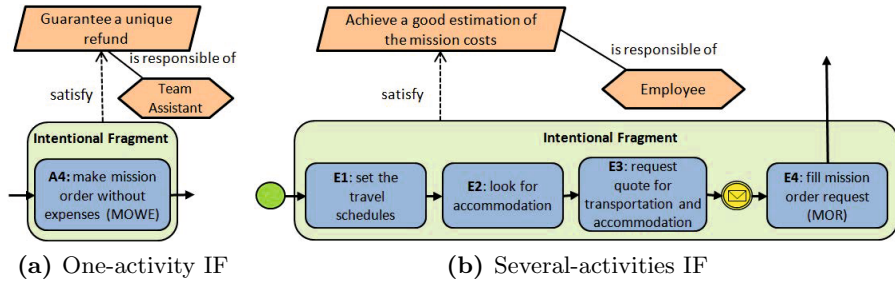 Guarantee a unique
refund
is responsible of
satisfy
Team
Assistant
Intentional Fragment
A4: make mission
order without
expenses (MOWE)
(a) One-activity IF
Achieve a good estimation of
the mission costs
is responsible of
Employee
satisfy
Intentional Fragment
E1: set the
travel
schedules
E2: look for
accommodation
E3: request
quote for
transportation and
accommodation
E4: fill mission
order request
(MOR)
(b) Several-activities IF